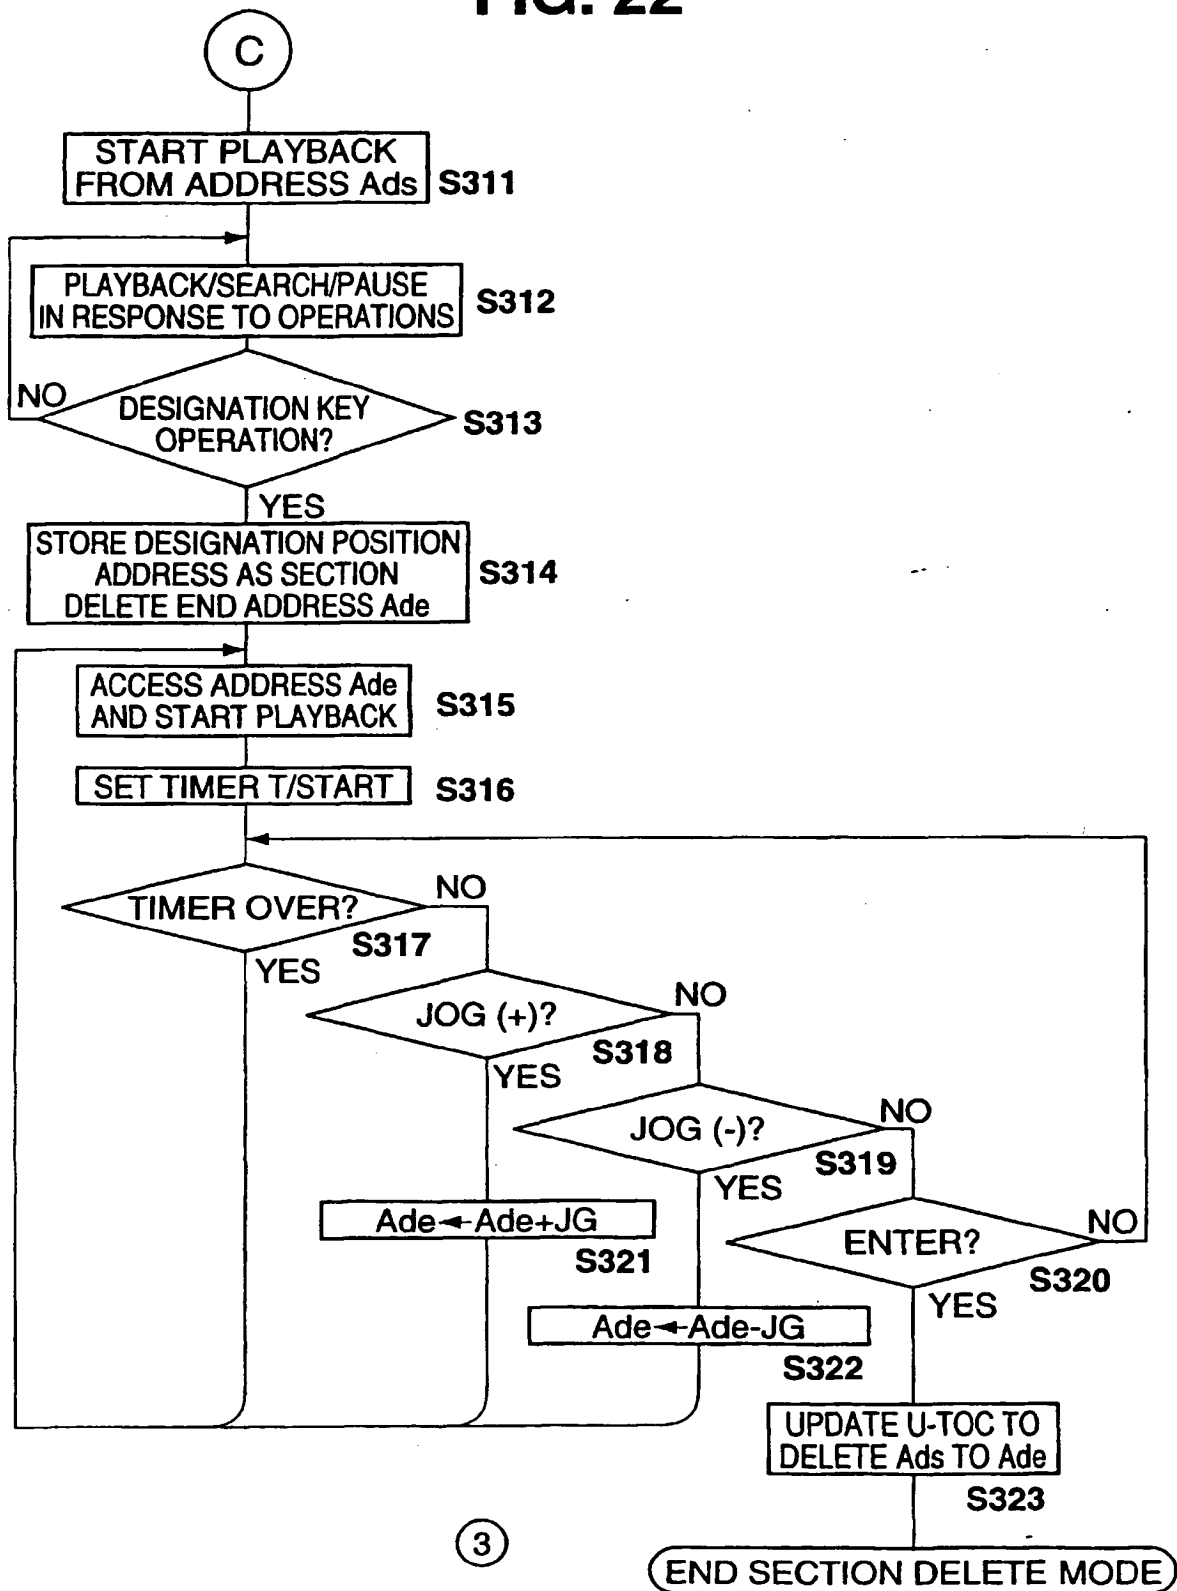 FIG. 22
C
START PLAYBACK
FROM ADDRESS Ads
S311
PLAYBACK/SEARCH/PAUSE
IN RESPONSE TO OPERATIONS
S312
NO
DESIGNATION KEY
OPERATION?
S313
YES
STORE DESIGNATION POSITION
ADDRESS AS SECTION
DELETE END ADDRESS Ade
S314
ACCESS ADDRESS Ade
AND START PLAYBACK
S315
SET TIMER T/START
S316
TIMER OVER?
NO
S317
YES
JOG (+)?
NO
S318
YES
JOG (-)?
NO
S319
YES
Ade←Ade+JG
S321
ENTER?
NO
S320
YES
Ade←Ade-JG
S322
UPDATE U-TOC TO
DELETE Ads TO Ade
S323
3
END SECTION DELETE MODE